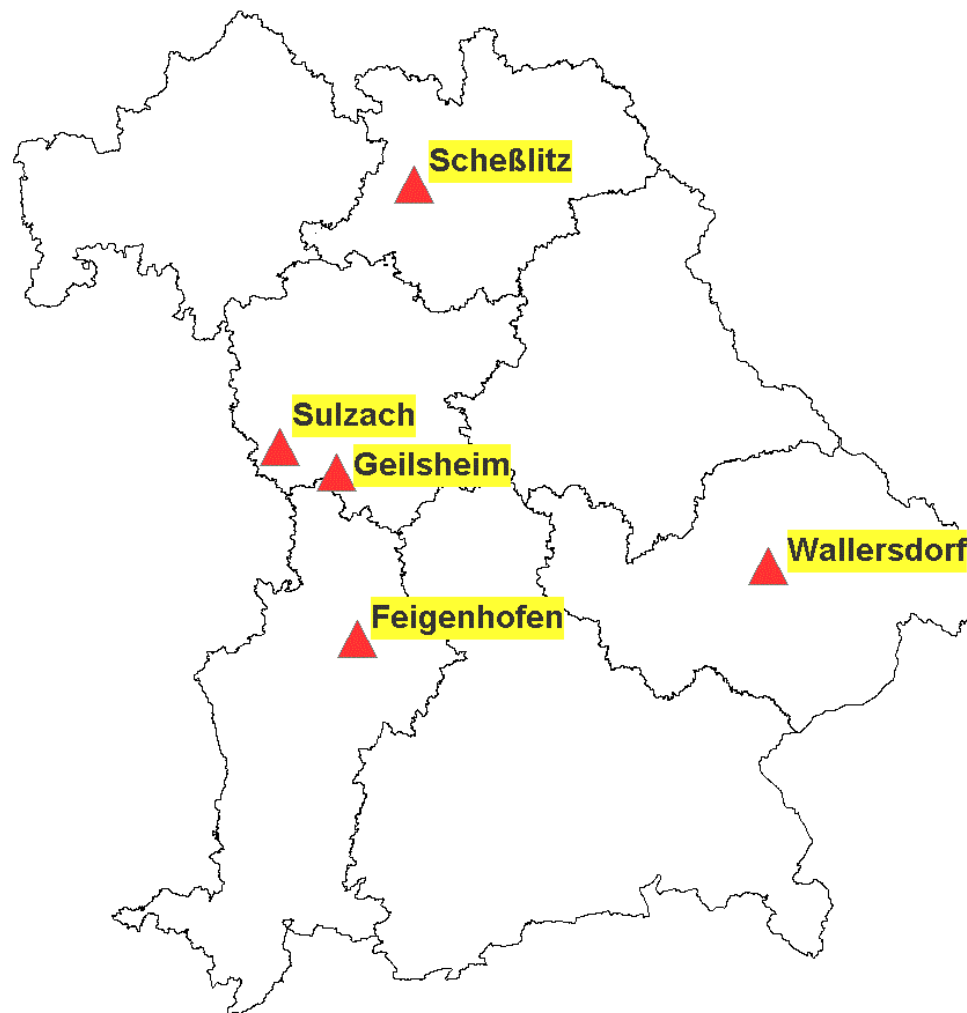 Scheßlitz
Sulzach
Geilsheim
Wallersdorf
Feigenhofen